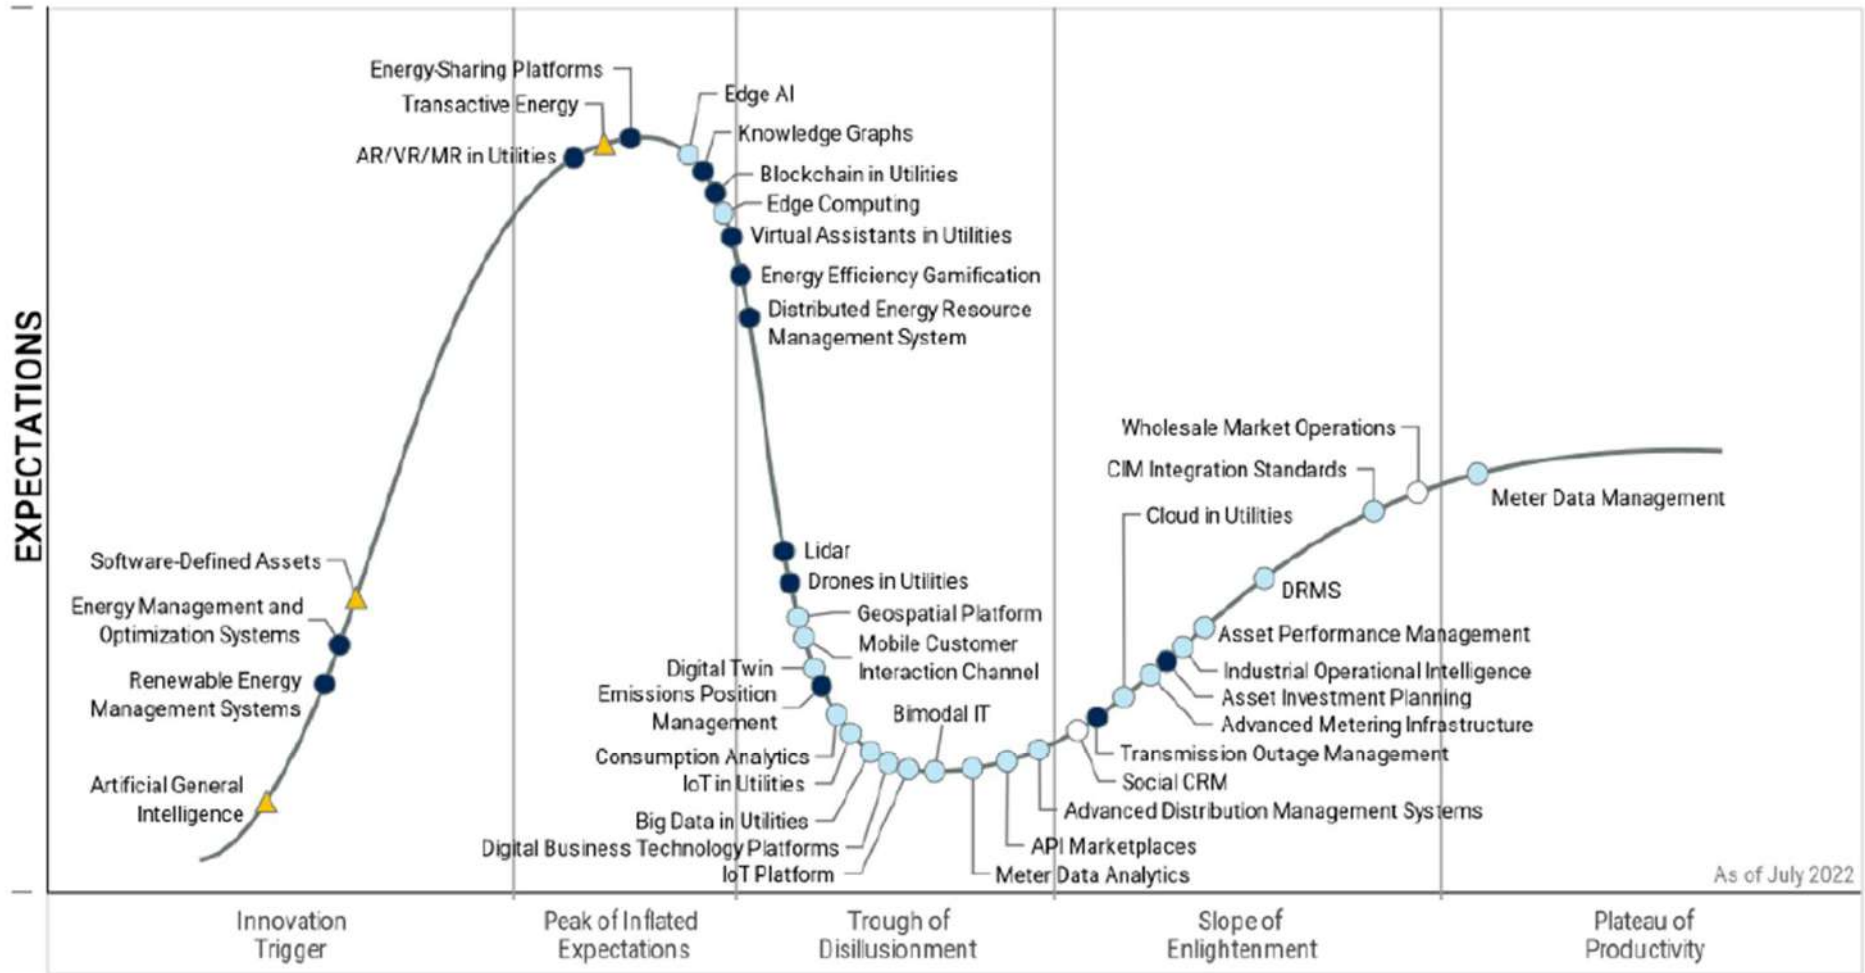 EXPECTATIONS
Energy-Sharing Platforms
Transactive Energy
AR/VR/MR in Utilities
Edge AI
Knowledge Graphs
Blockchain in Utilities
Edge Computing
Virtual Assistants in Utilities
Energy Efficiency Gamification
Distributed Energy Resource
Management System
Software-Defined Assets
Energy Management and
Optimization Systems
Renewable Energy
Management Systems
Artificial General
Intelligence
Lidar
Drones in Utilities
Geospatial Platform
Mobile Customer
Interaction Channel
Digital Twin
Emissions Position
Management
Bimodal IT
Consumption Analytics
IoT in Utilities
Big Data in Utilities
Digital Business Technology Platforms
IoT Platform
Wholesale Market Operations
CIM Integration Standards
Cloud in Utilities
Meter Data Management
DRMS
Asset Performance Management
Industrial Operational Intelligence
Asset Investment Planning
Advanced Metering Infrastructure
Transmission Outage Management
Social CRM
Advanced Distribution Management Systems
API Marketplaces
Meter Data Analytics
As of July 2022
Innovation
Trigger
Peak of Inflated
Expectations
Trough of
Disillusionment
Slope of
Enlightenment
Plateau of
Productivity